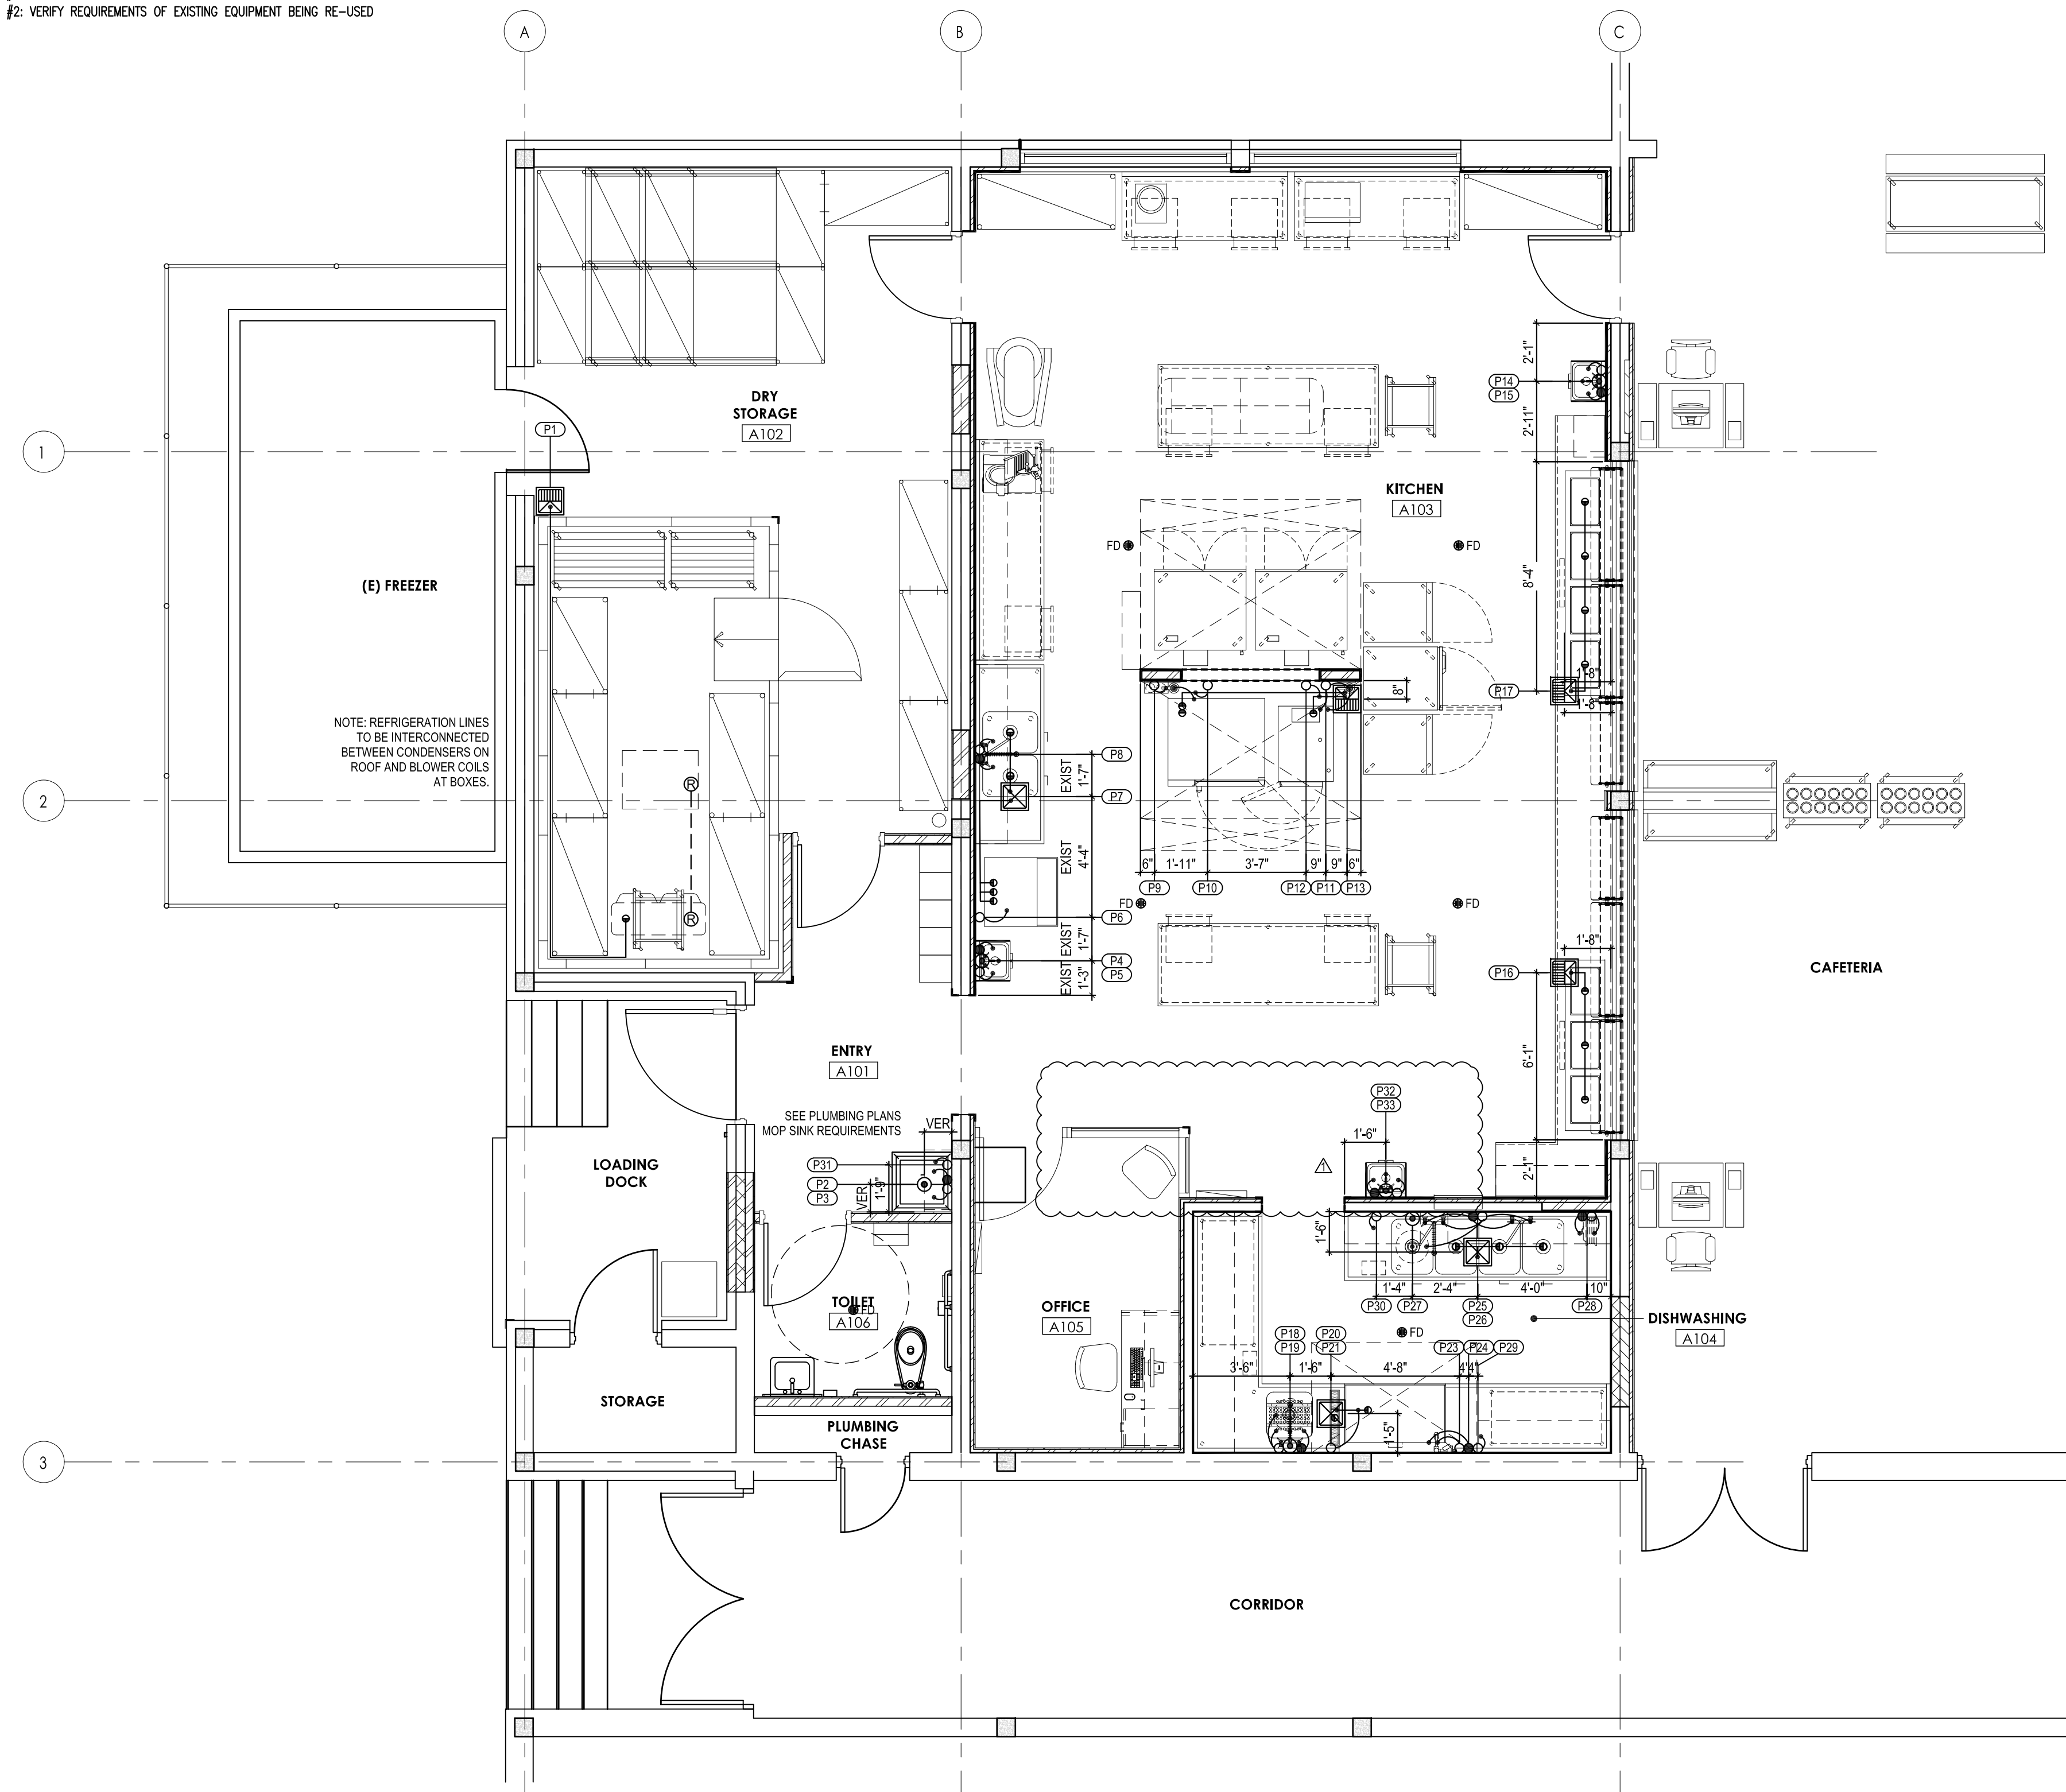 #2: VERIFY REQUIREMENTS OF EXISTING EQUIPMENT BEING RE-USED
A
B
C
1
2
3
DRY
STORAGE
A102
P1
(E) FREEZER
NOTE: REFRIGERATION LINES
TO BE INTERCONNECTED
BETWEEN CONDENSERS ON
ROOF AND BLOWER COILS
AT BOXES.
R
R
KITCHEN
A103
FD
FD
FD
FD
P14
P15
2'-1"
2'-11"
8'-4"
P17
1'-8"
1'-8"
8"
P8
EXIST
1'-7"
P7
EXIST
4'-4"
P6
EXIST
1'-7"
P4
P5
EXIST
1'-3"
6"
1'-11"
3'-7"
9"
9"
6"
P9
P10
P12
P11
P13
1'-8"
P16
6'-1"
2'-1"
CAFETERIA
ENTRY
A101
SEE PLUMBING PLANS
MOP SINK REQUIREMENTS
VER
P31
P2
P3
VER
1'-9"
LOADING
DOCK
P32
P33
1'-6"
1
1'-6"
1'-4"
2'-4"
4'-0"
10"
P30
P27
P25
P26
P28
TOILET
FD
A106
OFFICE
A105
FD
DISHWASHING
A104
P18
P19
P20
P21
P23
P24
P29
3'-6"
1'-6"
4'-8"
4"
4"
1'-5"
STORAGE
PLUMBING
CHASE
CORRIDOR